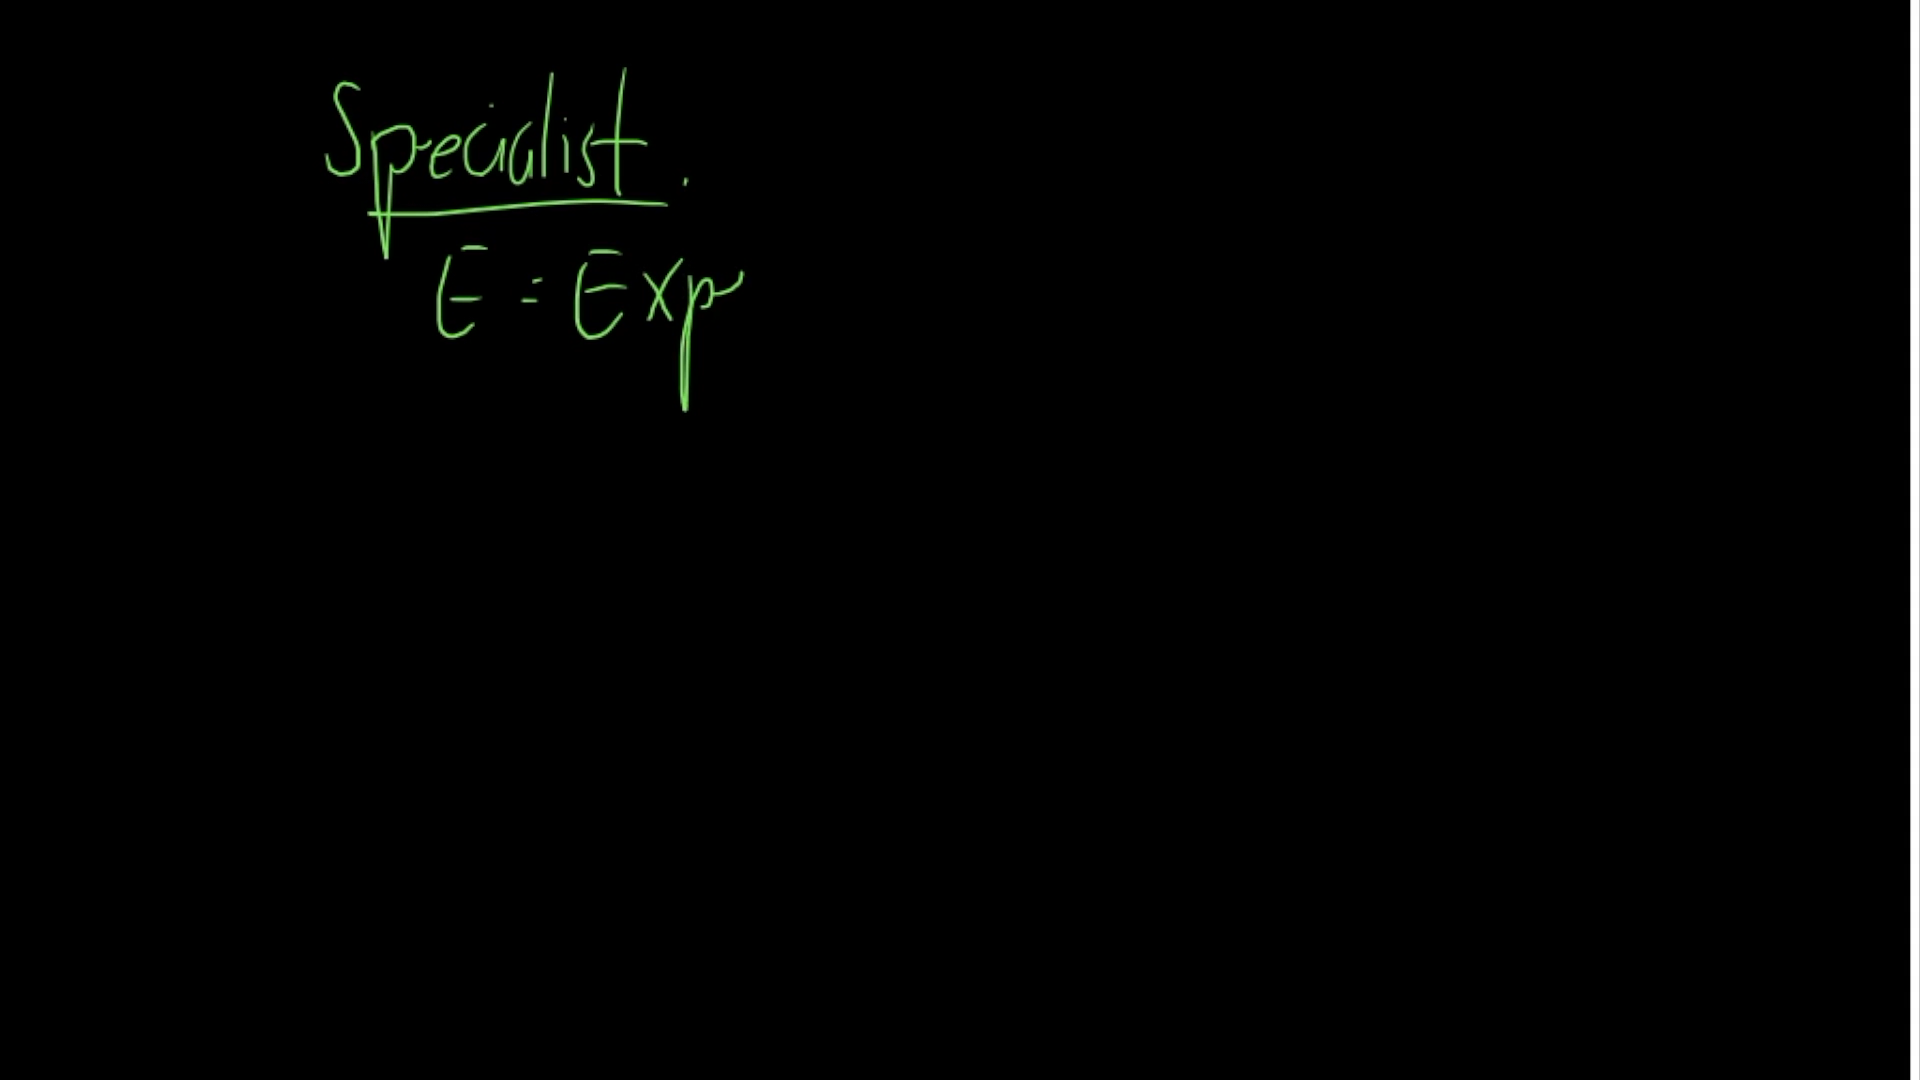 Specialist.
E = Exp